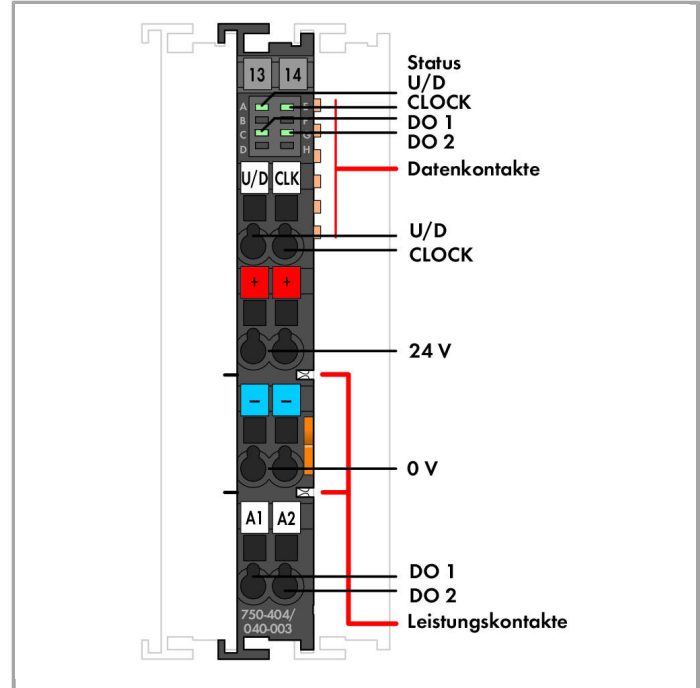 13 14
Status
U/D
CLOCK
DO 1
DO 2
A E
B F
C G
D H
Datenkontakte
U/D CLK
U/D
CLOCK
+ +
24 V
− −
0 V
A1 A2
DO 1
DO 2
750-404/
040-003
Leistungskontakte